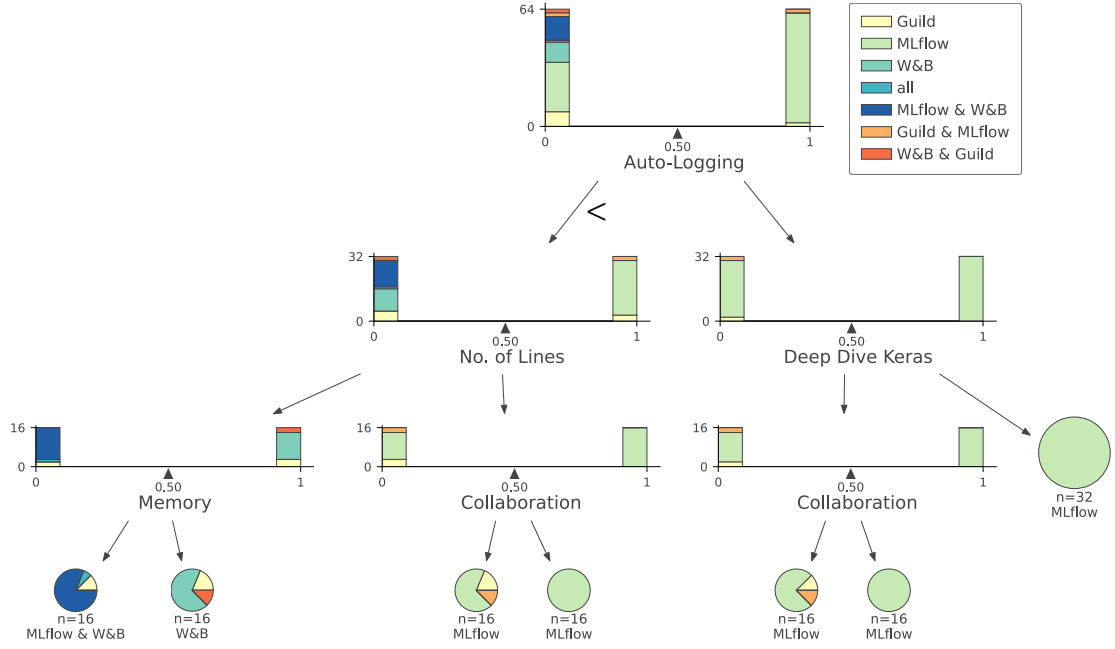 64
0
0
0.50
1
Auto-Logging
Guild
MLflow
W&B
all
MLflow & W&B
Guild & MLflow
W&B & Guild
<
32
0
0
0.50
1
No. of Lines
32
0
0
0.50
1
Deep Dive Keras
16
0
0
0.50
1
Memory
16
0
0
0.50
1
Collaboration
16
0
0
0.50
1
Collaboration
n=32
MLflow
n=16
MLflow & W&B
n=16
W&B
n=16
MLflow
n=16
MLflow
n=16
MLflow
n=16
MLflow